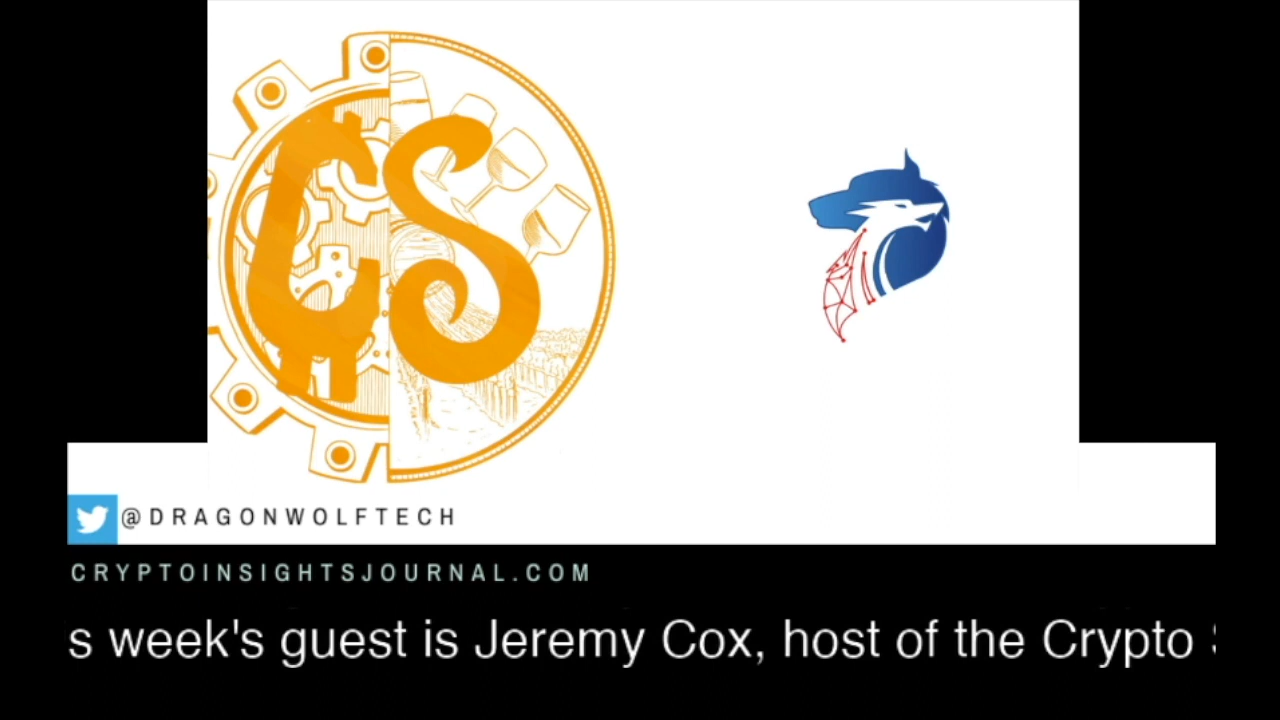 CS
@DRAGONWOLFTECH
CRYPTOINSIGHTSJOURNAL.COM
s week's guest is Jeremy Cox, host of the Crypto